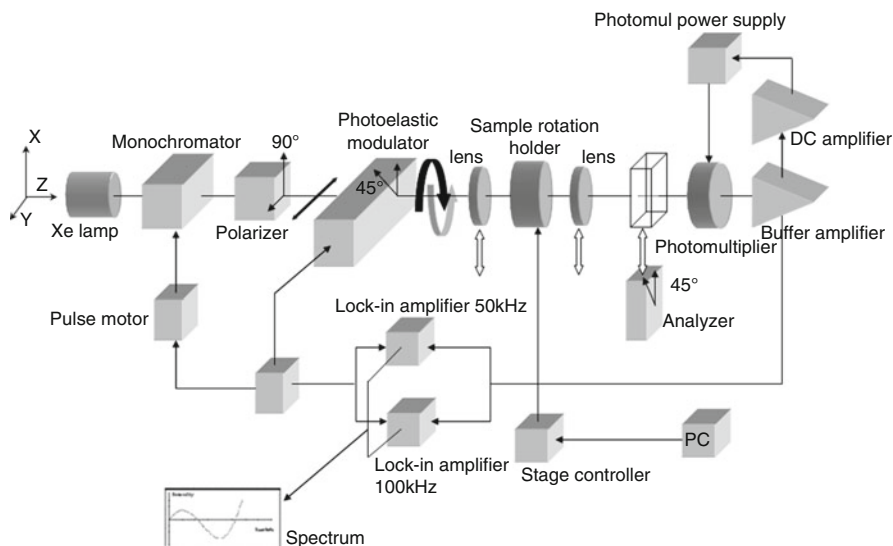 Photomul power supply
X
Z
Y
Monochromator
90°
Photoelastic
modulator
Sample rotation
holder
DC amplifier
lens
lens
45°
Xe lamp
Polarizer
Photomultiplier
Buffer amplifier
Pulse motor
Lock-in amplifier 50kHz
45°
Analyzer
PC
Lock-in amplifier
100kHz
Stage controller
Spectrum